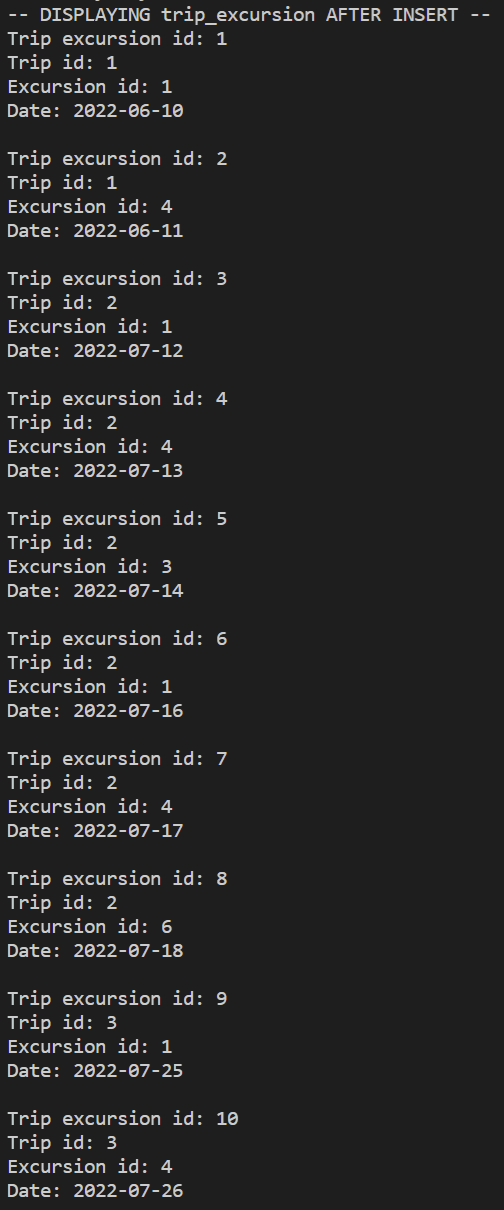 -- DISPLAYING trip_excursion AFTER INSERT --
Trip excursion id: 1
Trip id: 1
Excursion id: 1
Date: 2022-06-10
Trip excursion id: 2
Trip id: 1
Excursion id: 4
Date: 2022-06-11
Trip excursion id: 3
Trip id: 2
Excursion id: 1
Date: 2022-07-12
Trip excursion id: 4
Trip id: 2
Excursion id: 4
Date: 2022-07-13
Trip excursion id: 5
Trip id: 2
Excursion id: 3
Date: 2022-07-14
Trip excursion id: 6
Trip id: 2
Excursion id: 1
Date: 2022-07-16
Trip excursion id: 7
Trip id: 2
Excursion id: 4
Date: 2022-07-17
Trip excursion id: 8
Trip id: 2
Excursion id: 6
Date: 2022-07-18
Trip excursion id: 9
Trip id: 3
Excursion id: 1
Date: 2022-07-25
Trip excursion id: 10
Trip id: 3
Excursion id: 4
Date: 2022-07-26